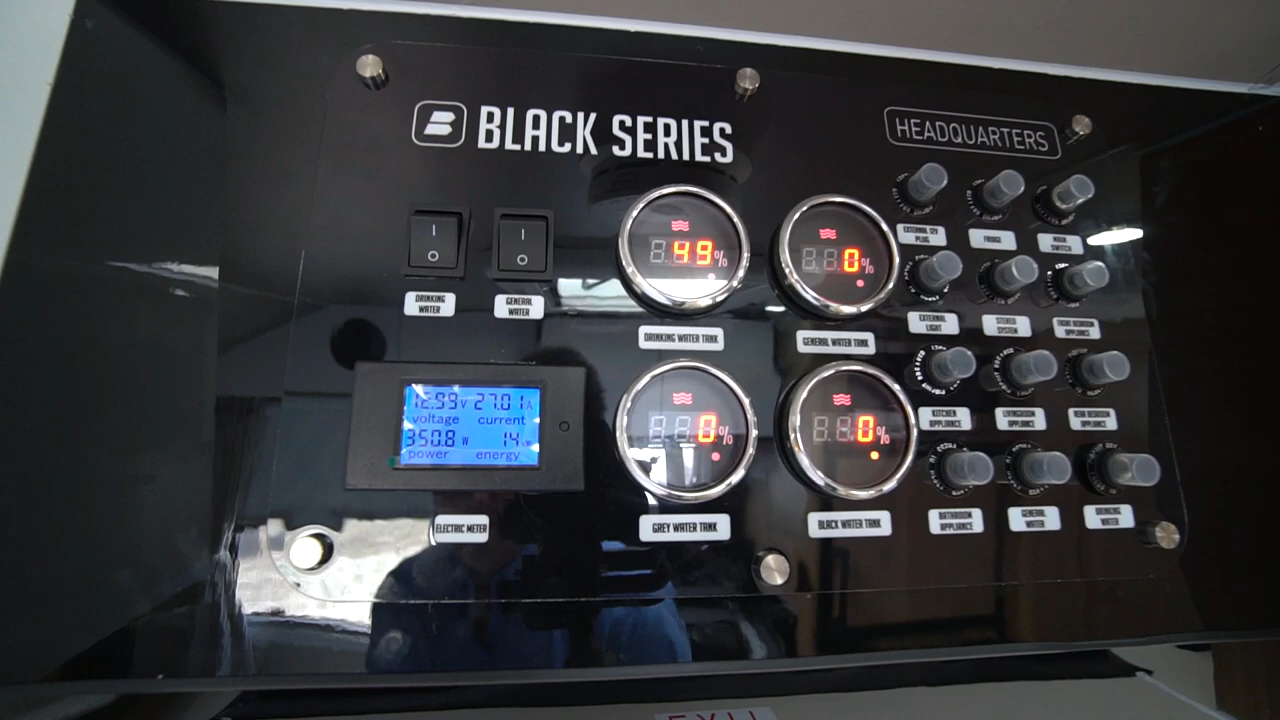 BLACK SERIES
HEADQUARTERS
EXTERNAL 12V
PLUG
FRIDGE
MAIN
SWITCH
49%
0%
DRINKING
WATER
GENERAL
WATER
DRINKING WATER TANK
GENERAL WATER TANK
EXTERNAL
LIGHT
STEREO
SYSTEM
FRONT BEDROOM
APPLIANCE
12.99V 27.01A
voltage current
350.8 W 14
power energy
0%
0%
KITCHEN
APPLIANCE
LIVINGROOM
APPLIANCE
REAR BEDROOM
APPLIANCE
ELECTRIC METER
GREY WATER TANK
BLACK WATER TANK
BATHROOM
APPLIANCE
GENERAL
WATER
DRINKING
WATER